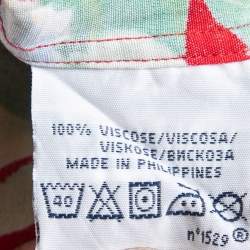 100% VISCOSE/VISCOSA/
VISKOSE/ВИСКОЗА
MADE IN PHILIPPINES
40
n°1529®